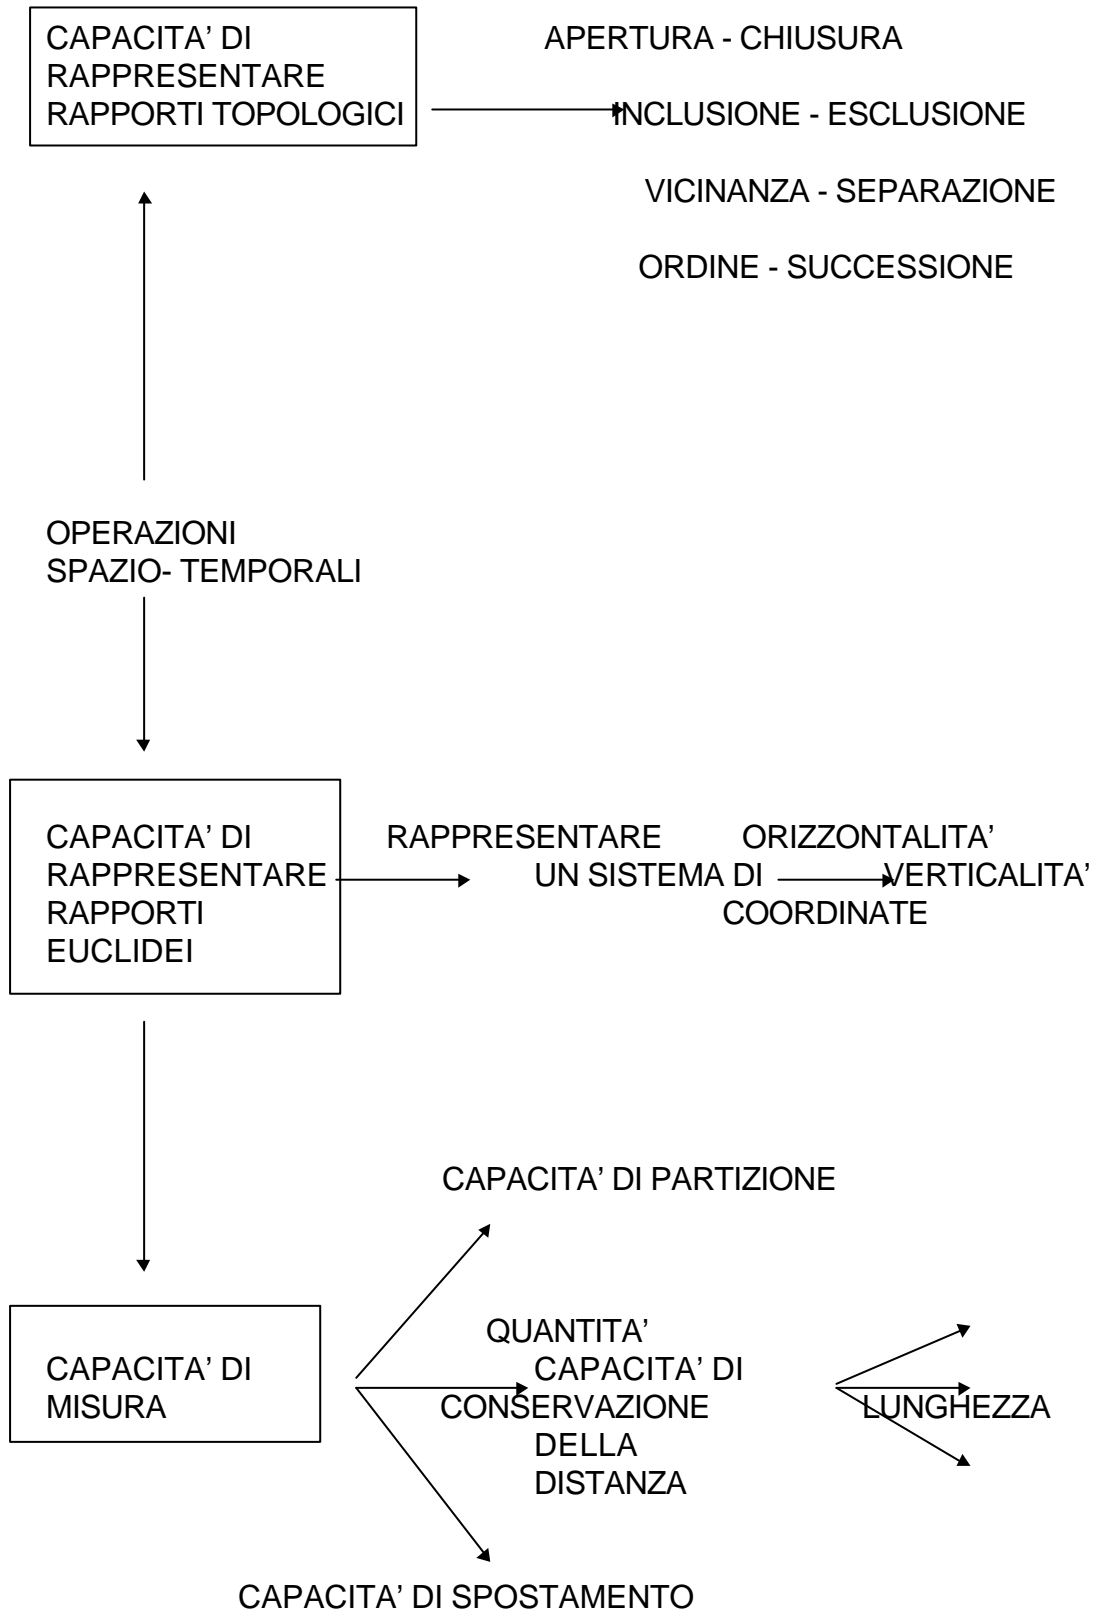 CAPACITA’ DI
RAPPRESENTARE
RAPPORTI TOPOLOGICI
APERTURA - CHIUSURA
INCLUSIONE - ESCLUSIONE
VICINANZA - SEPARAZIONE
ORDINE - SUCCESSIONE
OPERAZIONI
SPAZIO- TEMPORALI
CAPACITA’ DI
RAPPRESENTARE
RAPPORTI
EUCLIDEI
RAPPRESENTARE
UN SISTEMA DI
COORDINATE
ORIZZONTALITA’
VERTICALITA’
CAPACITA’ DI
MISURA
CAPACITA’ DI PARTIZIONE
QUANTITA’
CAPACITA’ DI
CONSERVAZIONE
DELLA
DISTANZA
LUNGHEZZA
CAPACITA’ DI SPOSTAMENTO